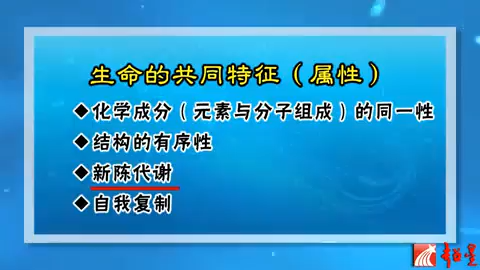 生命的共同特征（属性）
◆化学成分（元素与分子组成）的同一性
◆结构的有序性
◆新陈代谢
◆自我复制